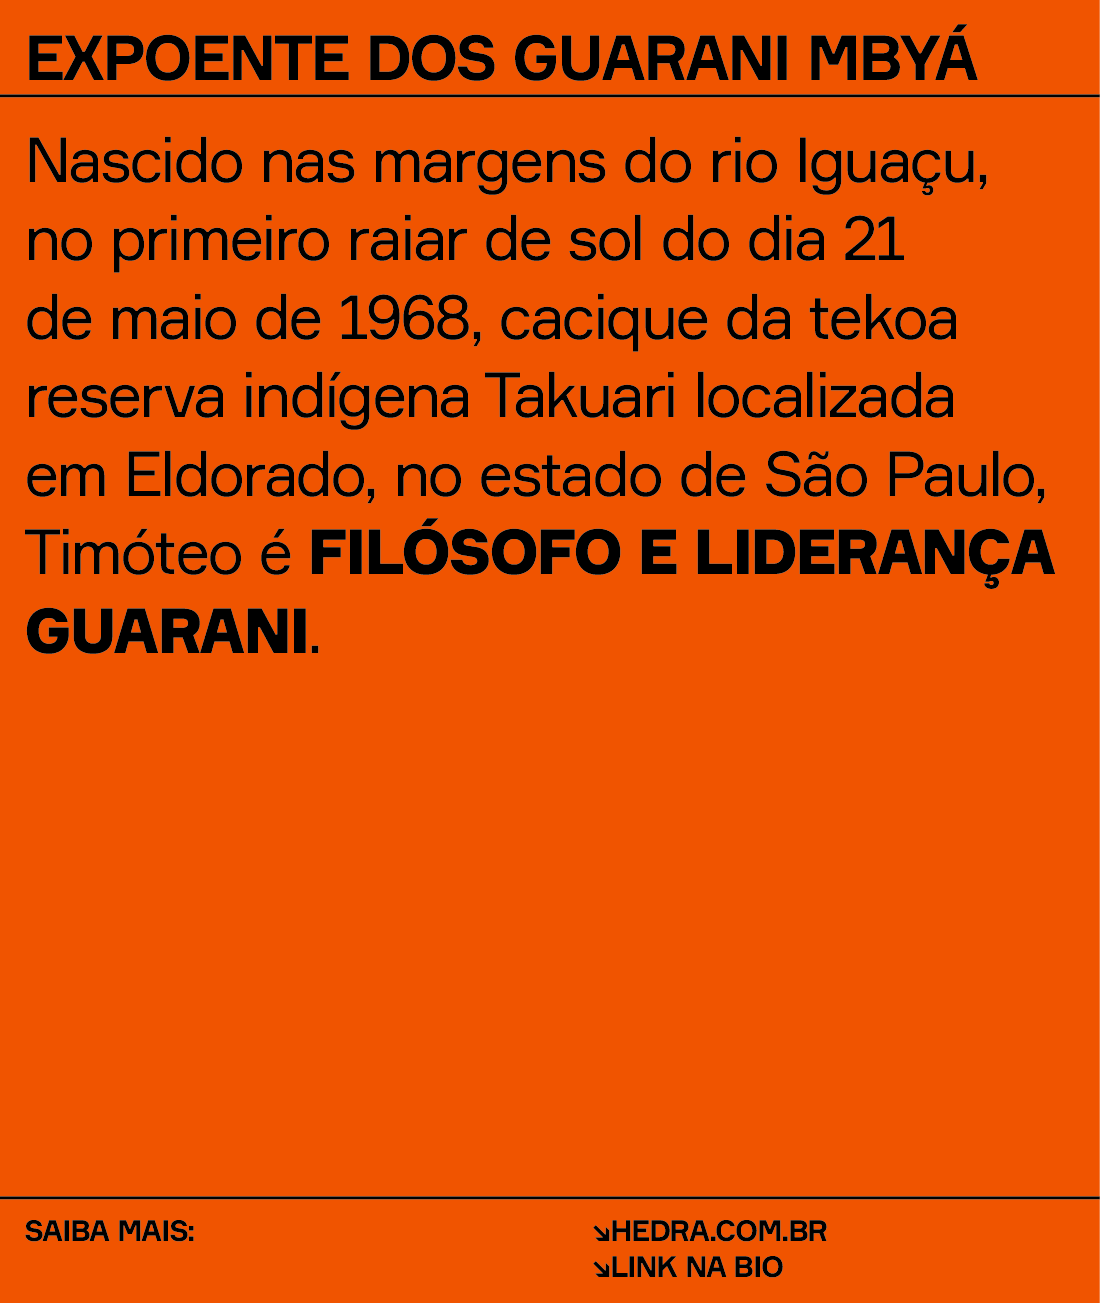 EXPOENTE DOS GUARANI MBYÁ
Nascido nas margens do rio Iguaçu,
no primeiro raiar de sol do dia 21
de maio de 1968, cacique da tekoa
reserva indígena Takuari localizada
em Eldorado, no estado de São Paulo,
Timóteo é FILÓSOFO E LIDERANÇA
GUARANI.
SAIBA MAIS:
↘HEDRA.COM.BR
↘LINK NA BIO